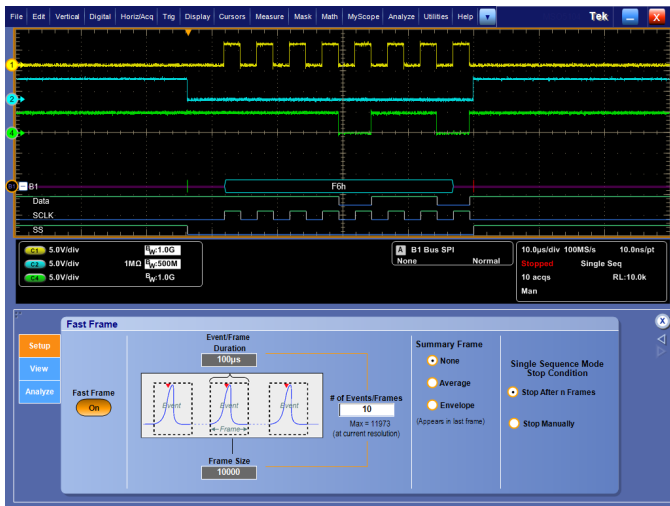 File Edit Vertical Digital Horiz/Acq Trig Display Cursors Measure Mask Math MyScope Analyze Utilities Help Tek X
1
2
4
B1 B1 F6h
Data
SCLK
SS
C1 5.0V/div BW:1.0G
C2 5.0V/div 1MΩ BW:500M
C4 5.0V/div BW:1.0G
A B1 Bus SPI
None Normal
10.0µs/div 100MS/s 10.0ns/pt
Stopped Single Seq
10 acqs RL:10.0k
Man
Fast Frame X
Setup
View
Analyze
Fast Frame
On
Event/Frame
Duration
100µs
Event Event Event
Frame
Frame Size
10000
# of Events/Frames
10
Max = 11973
(at current resolution)
Summary Frame
None
Average
Envelope
(Appears in last frame)
Single Sequence Mode
Stop Condition
Stop After n Frames
Stop Manually